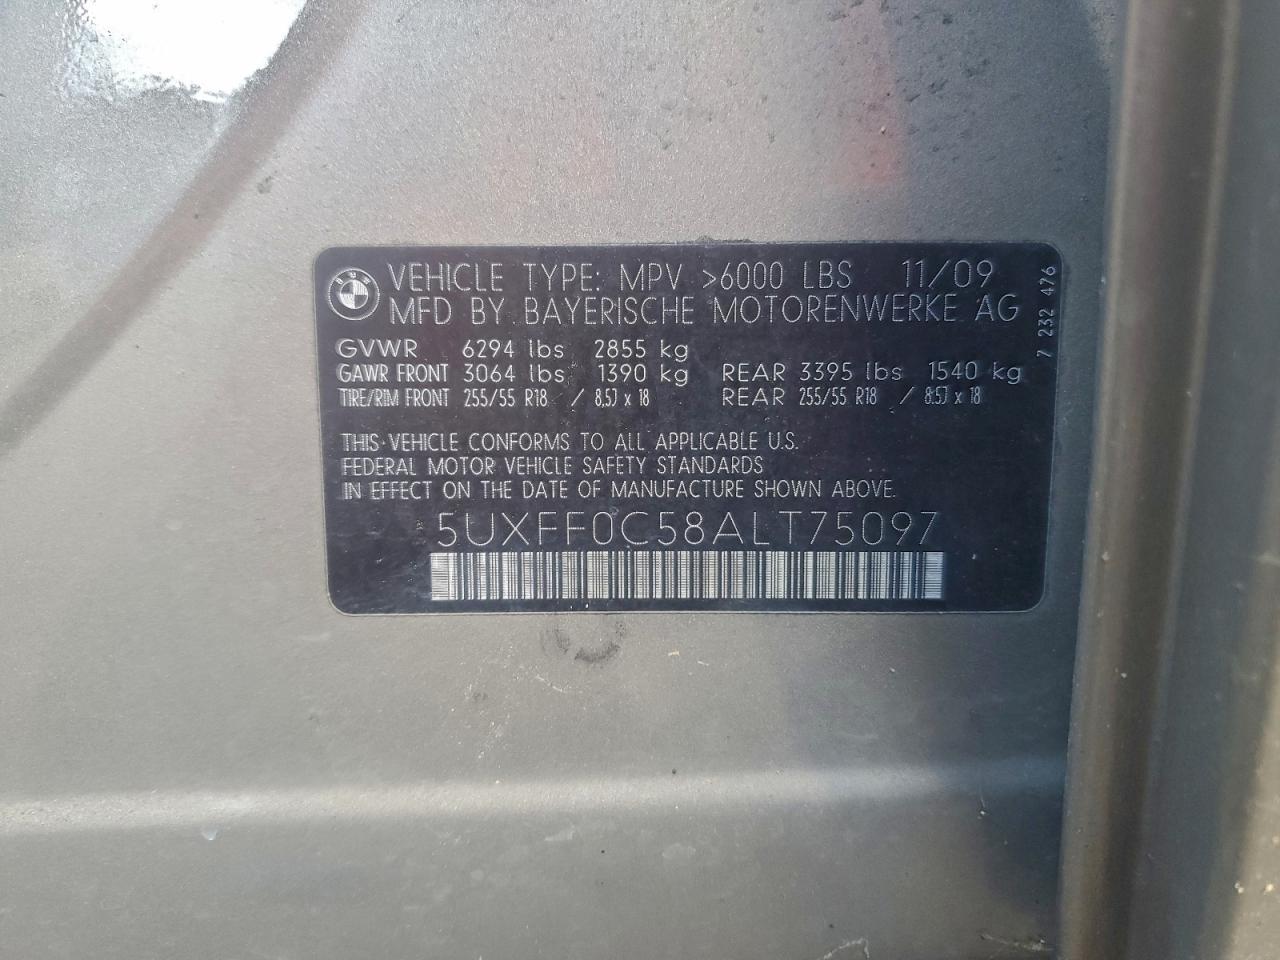 BMW
VEHICLE TYPE: MPV >6000 LBS 11/09
MFD BY BAYERISCHE MOTORENWERKE AG
GVWR 6294 lbs 2855 kg
GAWR FRONT 3064 lbs 1390 kg REAR 3395 lbs 1540 kg
TIRE/RIM FRONT 255/55 R18 / 8,5J x 18 REAR 255/55 R18 / 8,5J x 18
THIS VEHICLE CONFORMS TO ALL APPLICABLE U.S.
FEDERAL MOTOR VEHICLE SAFETY STANDARDS
IN EFFECT ON THE DATE OF MANUFACTURE SHOWN ABOVE.
5UXFF0C58ALT75097
7 232 476